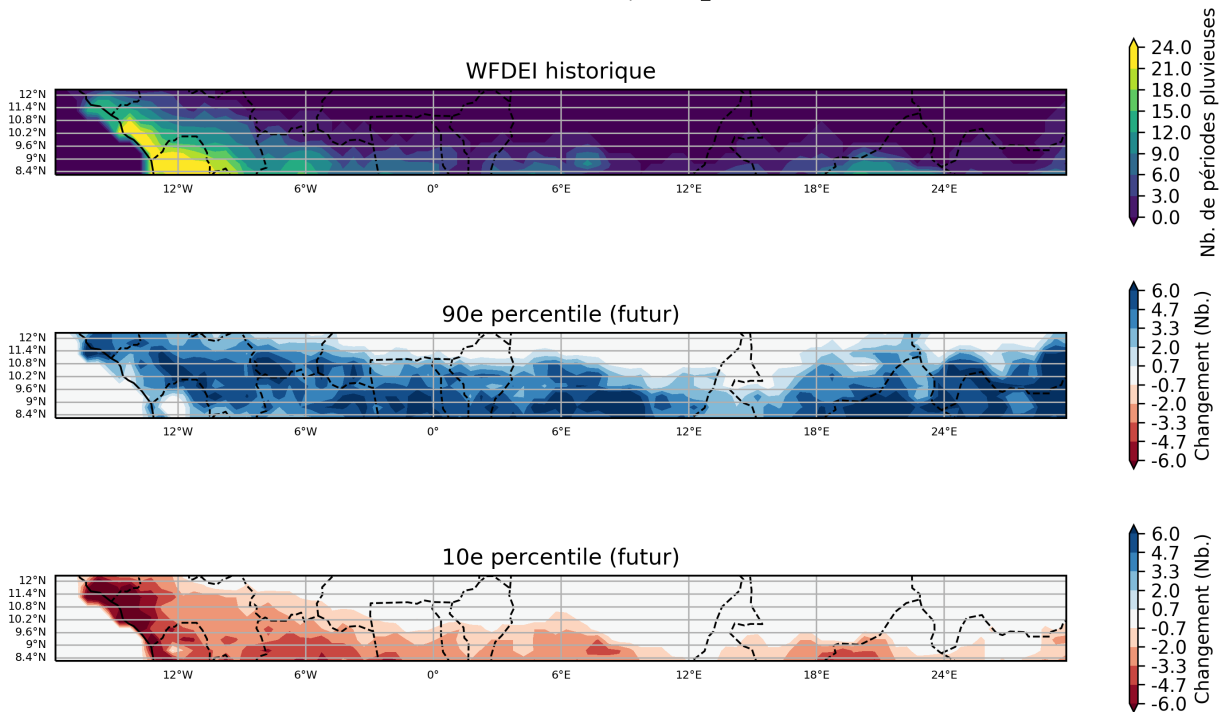 WFDEI historique
12°N
11.4°N
10.8°N
10.2°N
9.6°N
9°N
8.4°N
12°W
6°W
0°
6°E
12°E
18°E
24°E
24.0
21.0
18.0
15.0
12.0
9.0
6.0
3.0
0.0
Nb. de périodes pluvieuses
90e percentile (futur)
12°N
11.4°N
10.8°N
10.2°N
9.6°N
9°N
8.4°N
12°W
6°W
0°
6°E
12°E
18°E
24°E
6.0
4.7
3.3
2.0
0.7
-0.7
-2.0
-3.3
-4.7
-6.0
Changement (Nb.)
10e percentile (futur)
12°N
11.4°N
10.8°N
10.2°N
9.6°N
9°N
8.4°N
12°W
6°W
0°
6°E
12°E
18°E
24°E
6.0
4.7
3.3
2.0
0.7
-0.7
-2.0
-3.3
-4.7
-6.0
Changement (Nb.)